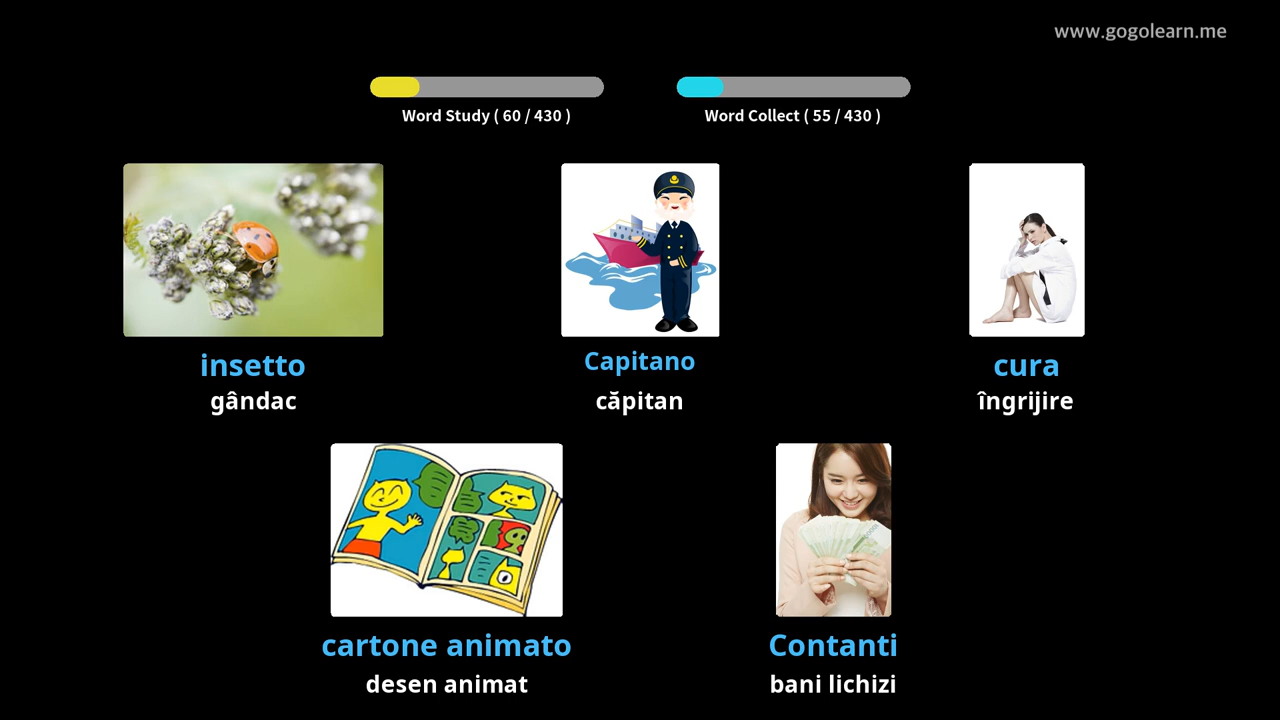 www.gogolearn.me
Word Study ( 60 / 430 )
Word Collect ( 55 / 430 )
insetto
gândac
Capitano
căpitan
cura
îngrijire
cartone animato
desen animat
Contanti
bani lichizi